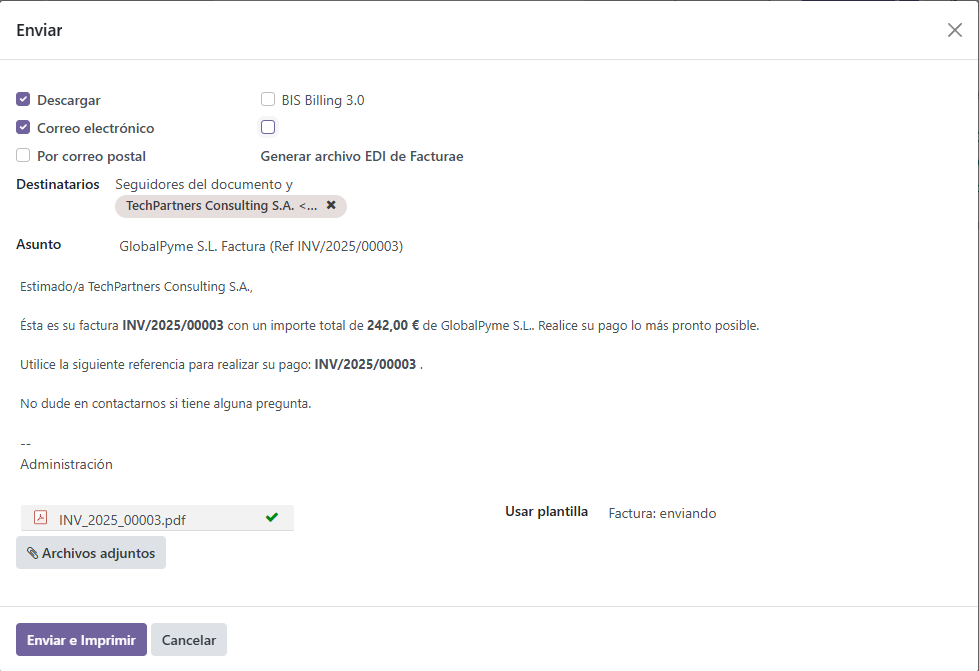 Enviar
Descargar
BIS Billing 3.0
Correo electrónico
Por correo postal
Generar archivo EDI de Facturae
Destinatarios
Seguidores del documento y
TechPartners Consulting S.A. <...
Asunto
GlobalPyme S.L. Factura (Ref INV/2025/00003)
Estimado/a TechPartners Consulting S.A.,
Ésta es su factura INV/2025/00003 con un importe total de 242,00 € de GlobalPyme S.L.. Realice su pago lo más pronto posible.
Utilice la siguiente referencia para realizar su pago: INV/2025/00003 .
No dude en contactarnos si tiene alguna pregunta.
--
Administración
INV_2025_00003.pdf
Usar plantilla
Factura: enviando
Archivos adjuntos
Enviar e Imprimir
Cancelar